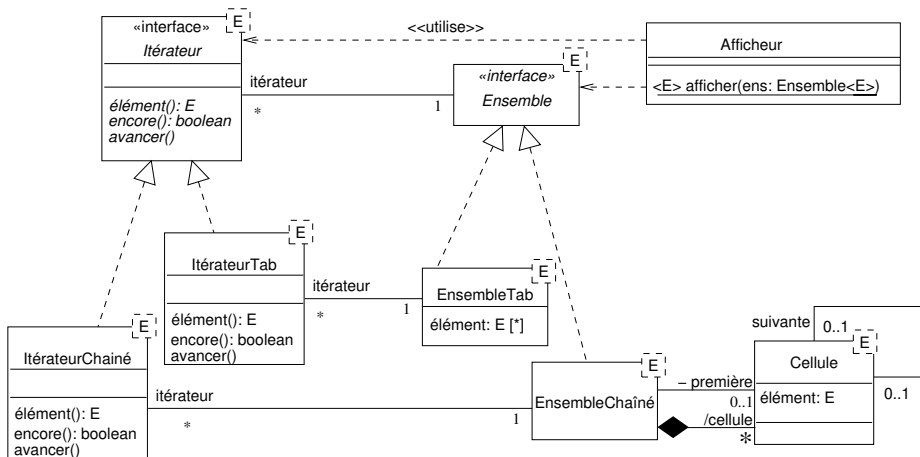 «interface»
Itérateur
E
élément(): E
encore(): boolean
avancer()
<<utilise>>
itérateur
*
1
«interface»
Ensemble
E
Afficheur
<E> afficher(ens: Ensemble<E>)
ItérateurTab
E
élément(): E
encore(): boolean
avancer()
itérateur
*
1
EnsembleTab
E
élément: E [*]
ItérateurChainé
E
élément(): E
encore(): boolean
avancer()
itérateur
*
1
EnsembleChaîné
E
– première
0..1
/cellule
*
suivante
0..1
Cellule
E
élément: E
0..1